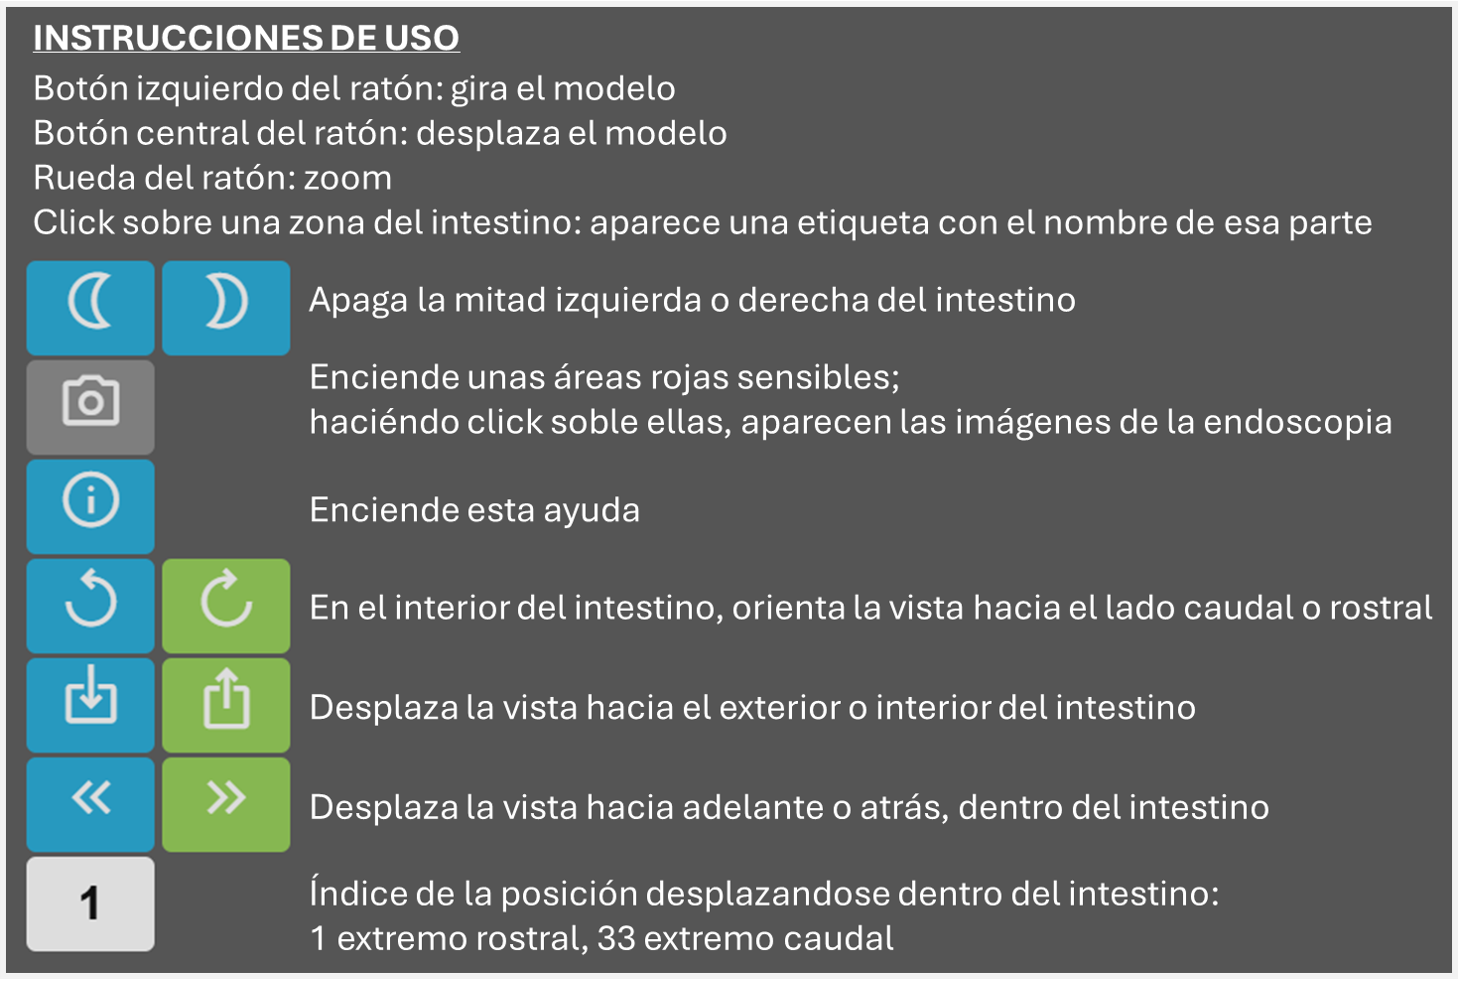 INSTRUCCIONES DE USO
Botón izquierdo del ratón: gira el modelo
Botón central del ratón: desplaza el modelo
Rueda del ratón: zoom
Click sobre una zona del intestino: aparece una etiqueta con el nombre de esa parte
Apaga la mitad izquierda o derecha del intestino
Enciende unas áreas rojas sensibles;
haciéndo click soble ellas, aparecen las imágenes de la endoscopia
Enciende esta ayuda
En el interior del intestino, orienta la vista hacia el lado caudal o rostral
Desplaza la vista hacia el exterior o interior del intestino
Desplaza la vista hacia adelante o atrás, dentro del intestino
1
Índice de la posición desplazandose dentro del intestino:
1 extremo rostral, 33 extremo caudal